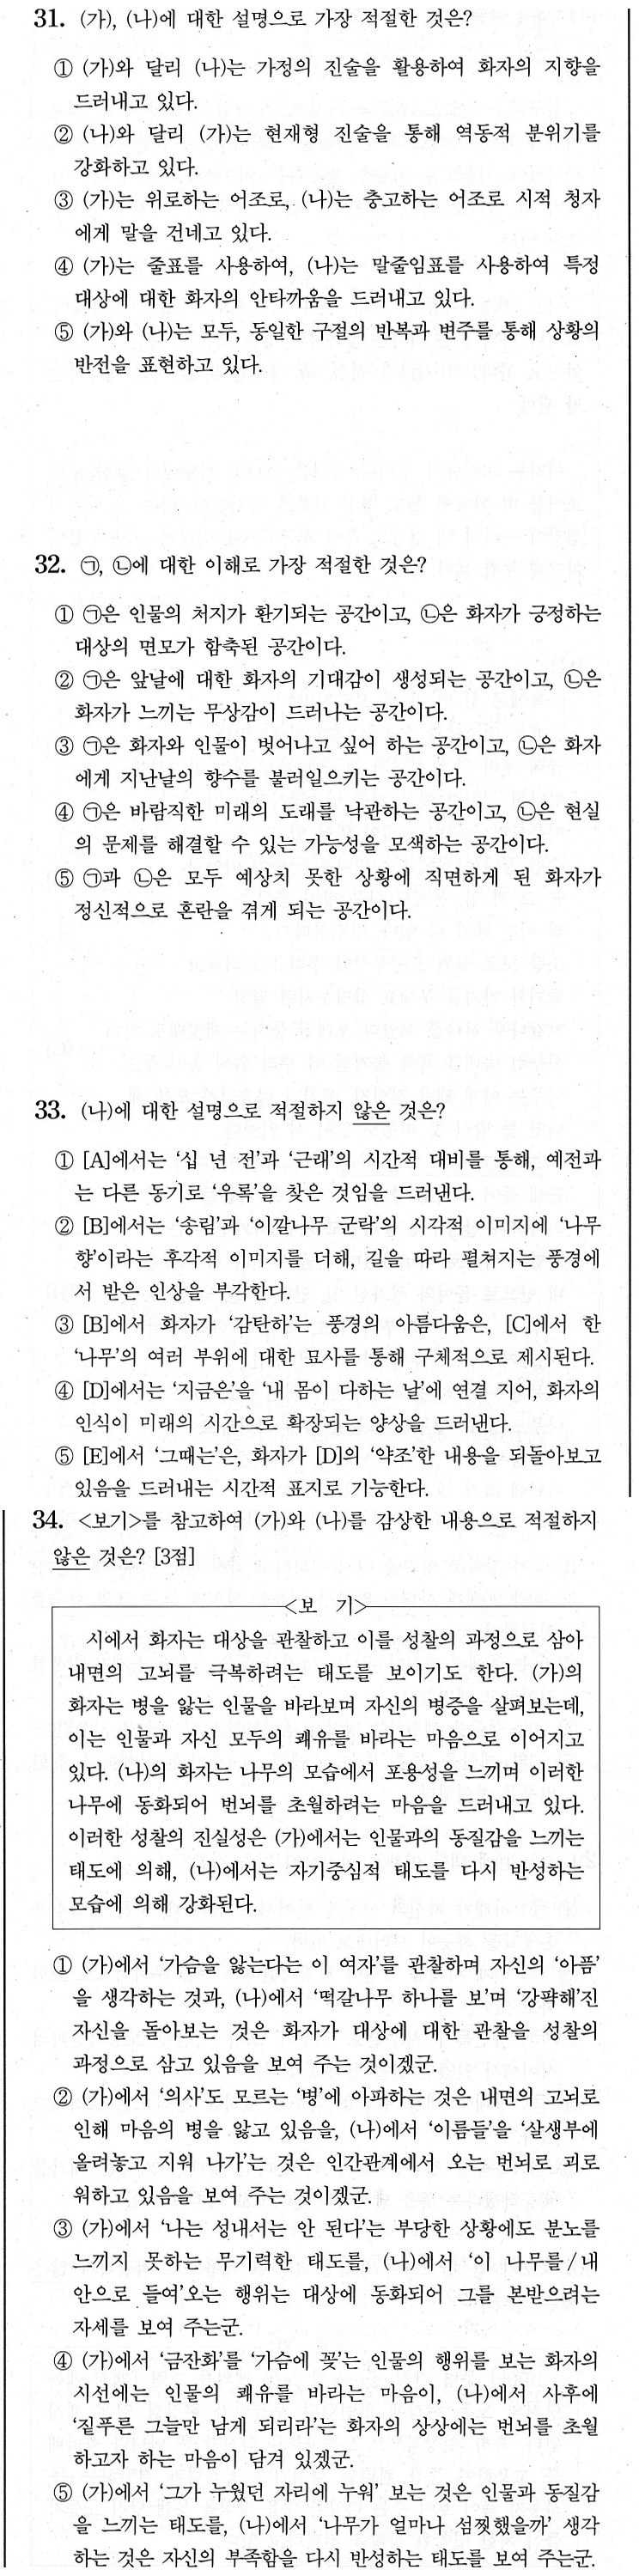 31. (가), (나)에 대한 설명으로 가장 적절한 것은?
① (가)와 달리 (나)는 가정의 진술을 활용하여 화자의 지향을
드러내고 있다.
② (나)와 달리 (가)는 현재형 진술을 통해 역동적 분위기를
강화하고 있다.
③ (가)는 위로하는 어조로, (나)는 충고하는 어조로 시적 청자
에게 말을 건네고 있다.
④ (가)는 줄표를 사용하여, (나)는 말줄임표를 사용하여 특정
대상에 대한 화자의 안타까움을 드러내고 있다.
⑤ (가)와 (나)는 모두, 동일한 구절의 반복과 변주를 통해 상황의
반전을 표현하고 있다.
32. ㉠, ㉡에 대한 이해로 가장 적절한 것은?
① ㉠은 인물의 처지가 환기되는 공간이고, ㉡은 화자가 긍정하는
대상의 면모가 함축된 공간이다.
② ㉠은 앞날에 대한 화자의 기대감이 생성되는 공간이고, ㉡은
화자가 느끼는 무상감이 드러나는 공간이다.
③ ㉠은 화자와 인물이 벗어나고 싶어 하는 공간이고, ㉡은 화자
에게 지난날의 향수를 불러일으키는 공간이다.
④ ㉠은 바람직한 미래의 도래를 낙관하는 공간이고, ㉡은 현실
의 문제를 해결할 수 있는 가능성을 모색하는 공간이다.
⑤ ㉠과 ㉡은 모두 예상치 못한 상황에 직면하게 된 화자가
정신적으로 혼란을 겪게 되는 공간이다.
33. (나)에 대한 설명으로 적절하지 않은 것은?
① [A]에서는 ‘십 년 전’과 ‘근래’의 시간적 대비를 통해, 예전과
는 다른 동기로 ‘우록’을 찾은 것임을 드러낸다.
② [B]에서는 ‘송림’과 ‘이깔나무 군락’의 시각적 이미지에 ‘나무
향’이라는 후각적 이미지를 더해, 길을 따라 펼쳐지는 풍경에
서 받은 인상을 부각한다.
③ [B]에서 화자가 ‘감탄하’는 풍경의 아름다움은, [C]에서 한
‘나무’의 여러 부위에 대한 묘사를 통해 구체적으로 제시된다.
④ [D]에서는 ‘지금은’을 ‘내 몸이 다하는 날’에 연결 지어, 화자의
인식이 미래의 시간으로 확장되는 양상을 드러낸다.
⑤ [E]에서 ‘그때는’은, 화자가 [D]의 ‘약조’한 내용을 되돌아보고
있음을 드러내는 시간적 표지로 기능한다.
34. <보기>를 참고하여 (가)와 (나)를 감상한 내용으로 적절하지
않은 것은? [3점]
<보 기>
시에서 화자는 대상을 관찰하고 이를 성찰의 과정으로 삼아
내면의 고뇌를 극복하려는 태도를 보이기도 한다. (가)의
화자는 병을 앓는 인물을 바라보며 자신의 병증을 살펴보는데,
이는 인물과 자신 모두의 쾌유를 바라는 마음으로 이어지고
있다. (나)의 화자는 나무의 모습에서 포용성을 느끼며 이러한
나무에 동화되어 번뇌를 초월하려는 마음을 드러내고 있다.
이러한 성찰의 진실성은 (가)에서는 인물과의 동질감을 느끼는
태도에 의해, (나)에서는 자기중심적 태도를 다시 반성하는
모습에 의해 강화된다.
① (가)에서 ‘가슴을 앓는다는 이 여자’를 관찰하며 자신의 ‘아픔’
을 생각하는 것과, (나)에서 ‘떡갈나무 하나를 보’며 ‘강퍅해’진
자신을 돌아보는 것은 화자가 대상에 대한 관찰을 성찰의
과정으로 삼고 있음을 보여 주는 것이겠군.
② (가)에서 ‘의사’도 모르는 ‘병’에 아파하는 것은 내면의 고뇌로
인해 마음의 병을 앓고 있음을, (나)에서 ‘이름들’을 ‘살생부에
올려놓고 지워 나가’는 것은 인간관계에서 오는 번뇌로 괴로
워하고 있음을 보여 주는 것이겠군.
③ (가)에서 ‘나는 성내서는 안 된다’는 부당한 상황에도 분노를
느끼지 못하는 무기력한 태도를, (나)에서 ‘이 나무를/내
안으로 들여’오는 행위는 대상에 동화되어 그를 본받으려는
자세를 보여 주는군.
④ (가)에서 ‘금잔화’를 ‘가슴에 꽂’는 인물의 행위를 보는 화자의
시선에는 인물의 쾌유를 바라는 마음이, (나)에서 사후에
‘짙푸른 그늘만 남게 되리라’는 화자의 상상에는 번뇌를 초월
하고자 하는 마음이 담겨 있겠군.
⑤ (가)에서 ‘그가 누웠던 자리에 누워’ 보는 것은 인물과 동질감
을 느끼는 태도를, (나)에서 ‘나무가 얼마나 섬찟했을까’ 생각
하는 것은 자신의 부족함을 다시 반성하는 태도를 보여 주는군.